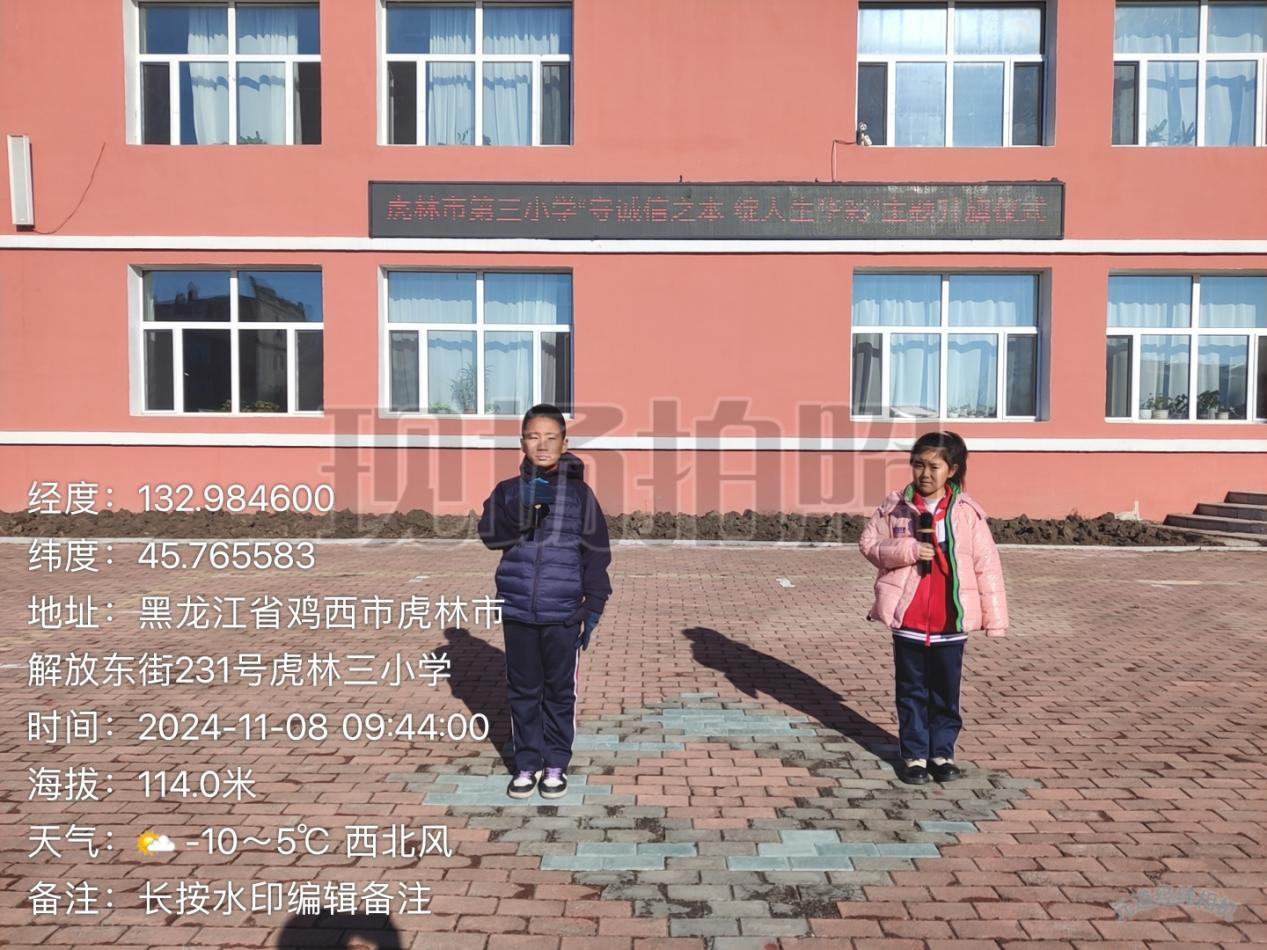 虎林市第三小学“守诚信之本 绽人生华彩”主题升旗仪式
现场拍照
经度：132.984600
纬度：45.765583
地址：黑龙江省鸡西市虎林市
解放东街231号虎林三小学
时间：2024-11-08 09:44:00
海拔：114.0米
天气：-10～5℃ 西北风
备注：长按水印编辑备注